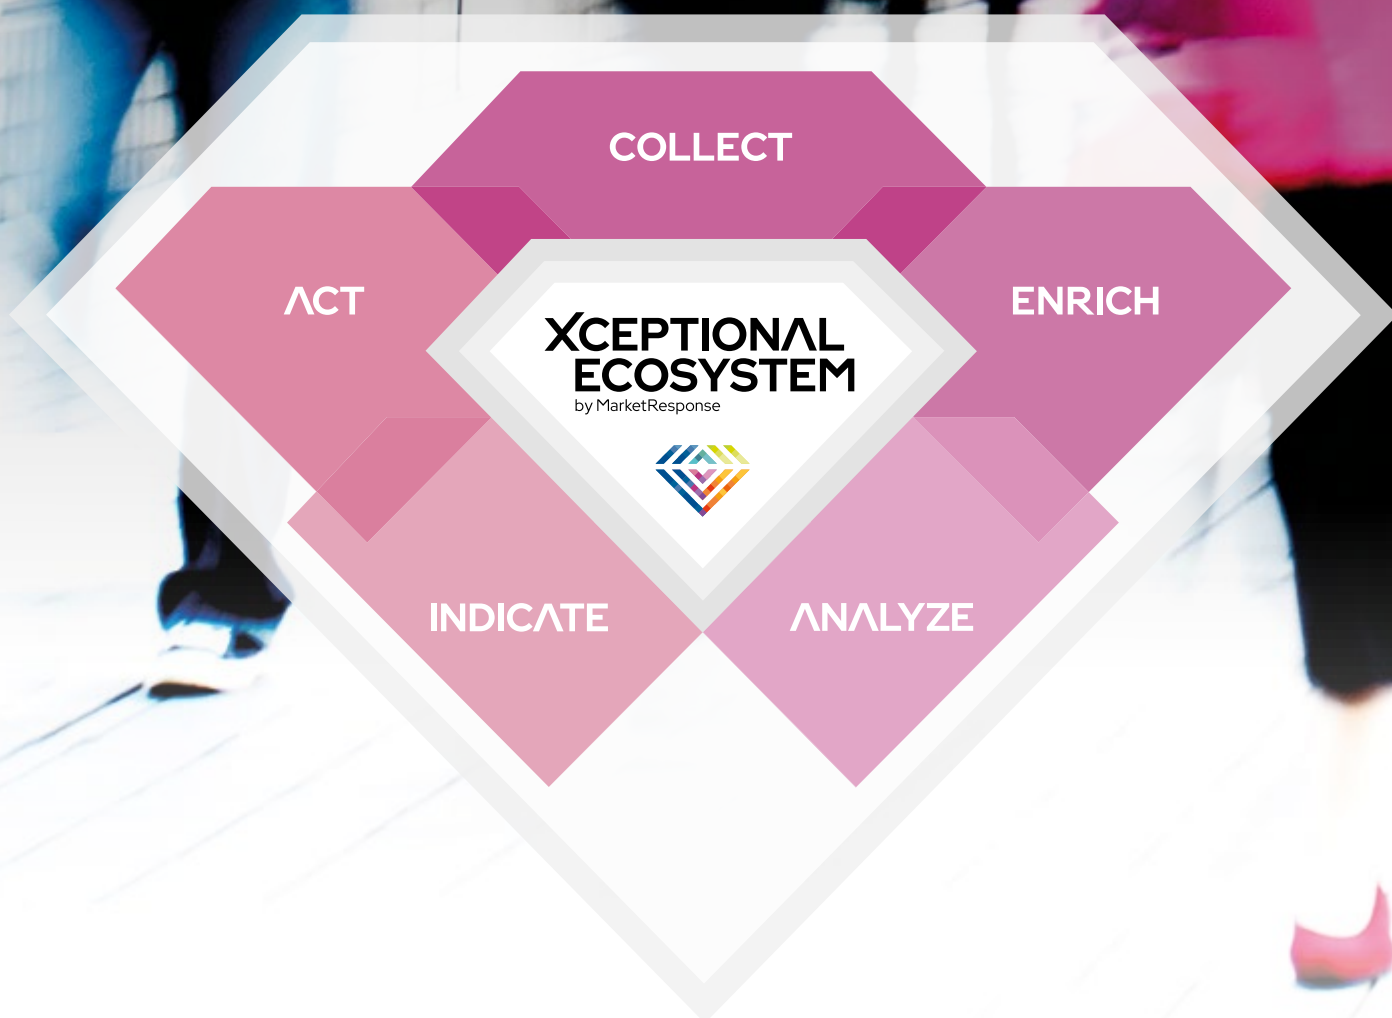 COLLECT
ACT
ENRICH
XCEPTIONAL
ECOSYSTEM
by MarketResponse
INDICATE
ANALYZE